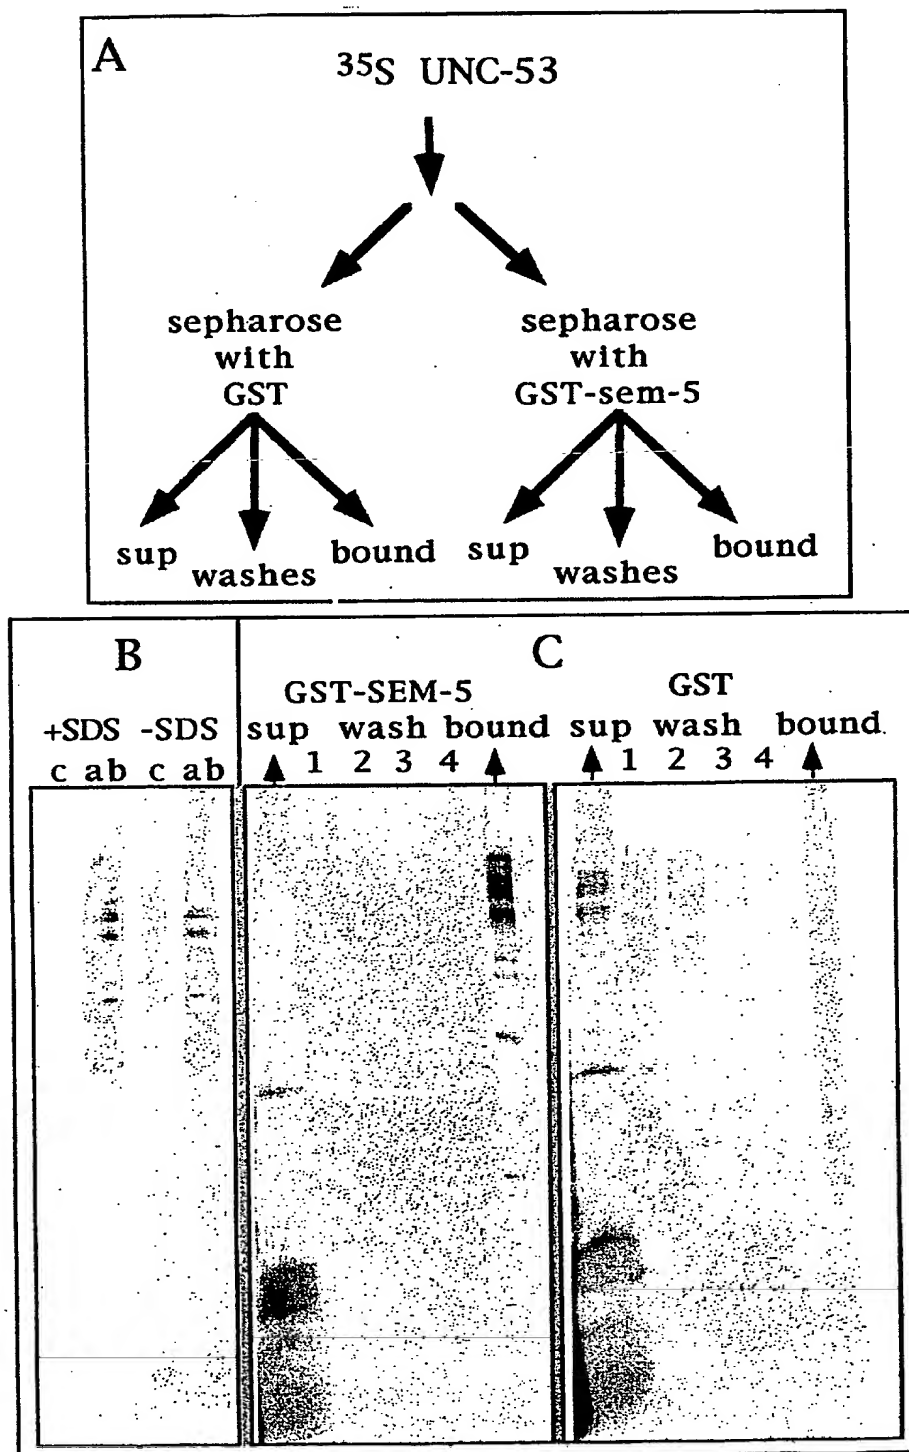 A
35S UNC-53
sepharose sepharose
with with
GST GST-sem-5
sup washes bound sup washes bound
B C
GST-SEM-5 GST
+SDS -SDS sup wash bound sup wash bound
c ab c ab 1 2 3 4 1 2 3 4